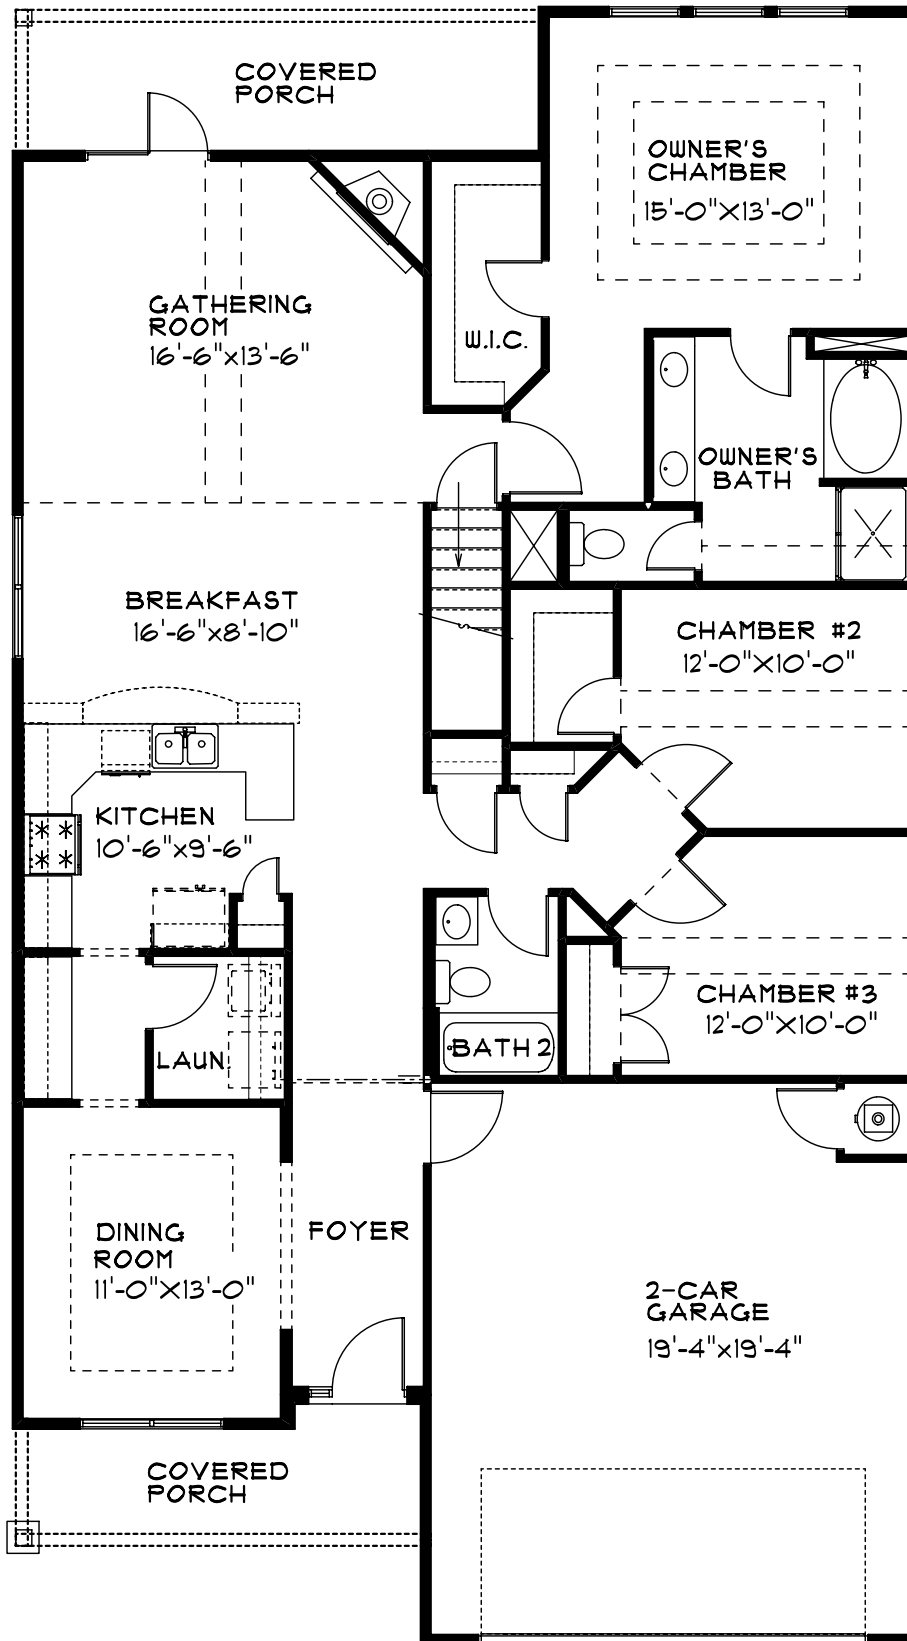 COVERED
PORCH
OWNER'S
CHAMBER
15'-0"X13'-0"
GATHERING
ROOM
16'-6"x13'-6"
W.I.C.
OWNER'S
BATH
BREAKFAST
16'-6"x8'-10"
CHAMBER #2
12'-0"X10'-0"
KITCHEN
10'-6"x9'-6"
CHAMBER #3
12'-0"X10'-0"
LAUN
BATH 2
DINING
ROOM
11'-0"X13'-0"
FOYER
2-CAR
GARAGE
19'-4"x19'-4"
COVERED
PORCH